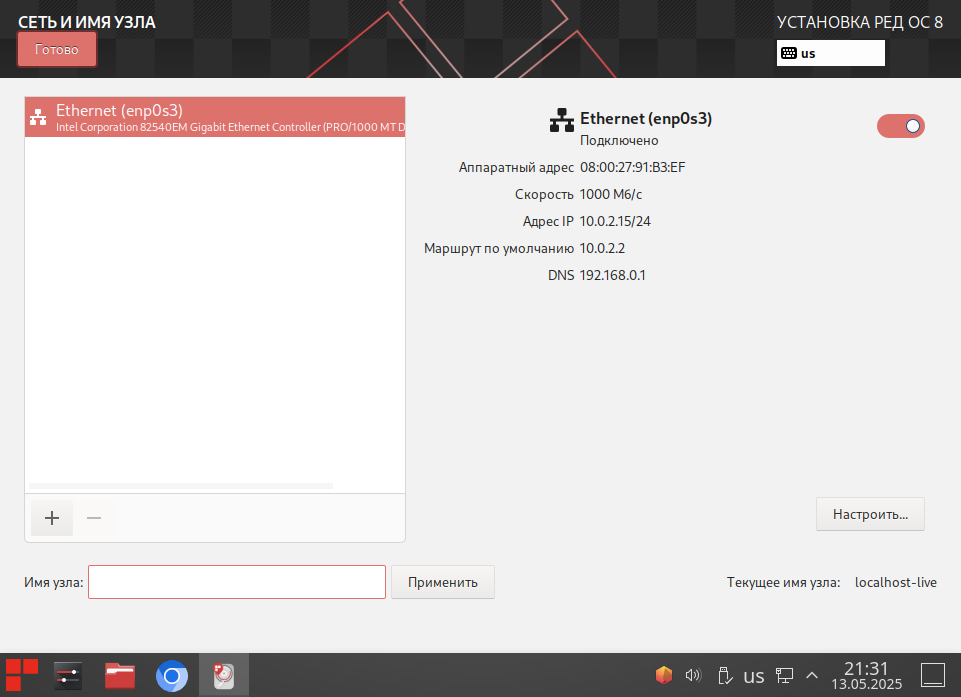 СЕТЬ И ИМЯ УЗЛА
УСТАНОВКА РЕД ОС 8
Готово
us
Ethernet (enp0s3)
Intel Corporation 82540EM Gigabit Ethernet Controller (PRO/1000 MT D
Ethernet (enp0s3)
Подключено
Аппаратный адрес 08:00:27:91:B3:EF
Скорость 1000 Мб/с
Адрес IP 10.0.2.15/24
Маршрут по умолчанию 10.0.2.2
DNS 192.168.0.1
Настроить...
Имя узла:
Применить
Текущее имя узла: localhost-live
us
21:31
13.05.2025